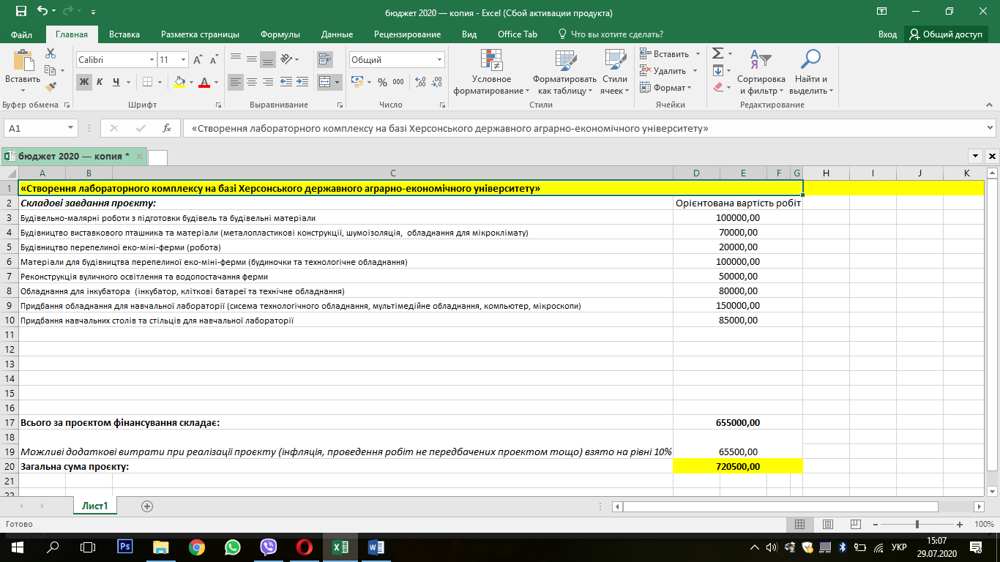 бюджет 2020 — копия - Excel (Сбой активации продукта)
Файл Главная Вставка Разметка страницы Формулы Данные Рецензирование Вид Office Tab Что вы хотите сделать? Вход Общий доступ
Calibri 11 Общий Вставить Σ
Ж К Ч А % 000 Удалить
Вставить Условное форматирование Форматировать как таблицу Стили ячеек Формат Сортировка и фильтр Найти и выделить
Буфер обмена Шрифт Выравнивание Число Стили Ячейки Редактирование
A1 fx «Створення лабораторного комплексу на базі Херсонського державного аграрно-економічного університету»
бюджет 2020 — копия *
A B C D E F G H I J K
1 «Створення лабораторного комплексу на базі Херсонського державного аграрно-економічного університету»
2 Складові завдання проєкту: Орієнтована вартість робіт
3 Будівельно-малярні роботи з підготовки будівель та будівельні матеріали 100000,00
4 Будівництво виставкового пташника та матеріали (металопластикові конструкції, шумоізоляція, обладнання для мікроклімату) 70000,00
5 Будівництво перепелиної еко-міні-ферми (робота) 20000,00
6 Матеріали для будівництва перепелиної еко-міні-ферми (будиночки та технологічне обладнання) 100000,00
7 Реконструкція вуличного освітлення та водопостачання ферми 50000,00
8 Обладнання для інкубатора (інкубатор, кліткові батареї та технічне обладнання) 80000,00
9 Придбання обладнання для навчальної лабораторії (сисема технологічного обладнання, мультімедійне обладнання, компьютер, мікроскопи) 150000,00
10 Придбання навчальних столів та стільців для навчальної лабораторії 85000,00
11
12
13
14
15
16
17 Всього за проєктом фінансування складає: 655000,00
18
19 Можливі додаткові витрати при реалізації проєкту (інфляція, проведення робіт не передбачених проектом тощо) взято на рівні 10% 65500,00
20 Загальна сума проєкту: 720500,00
21
22
Лист1
Готово 100%
Ps УКР 15:07
29.07.2020